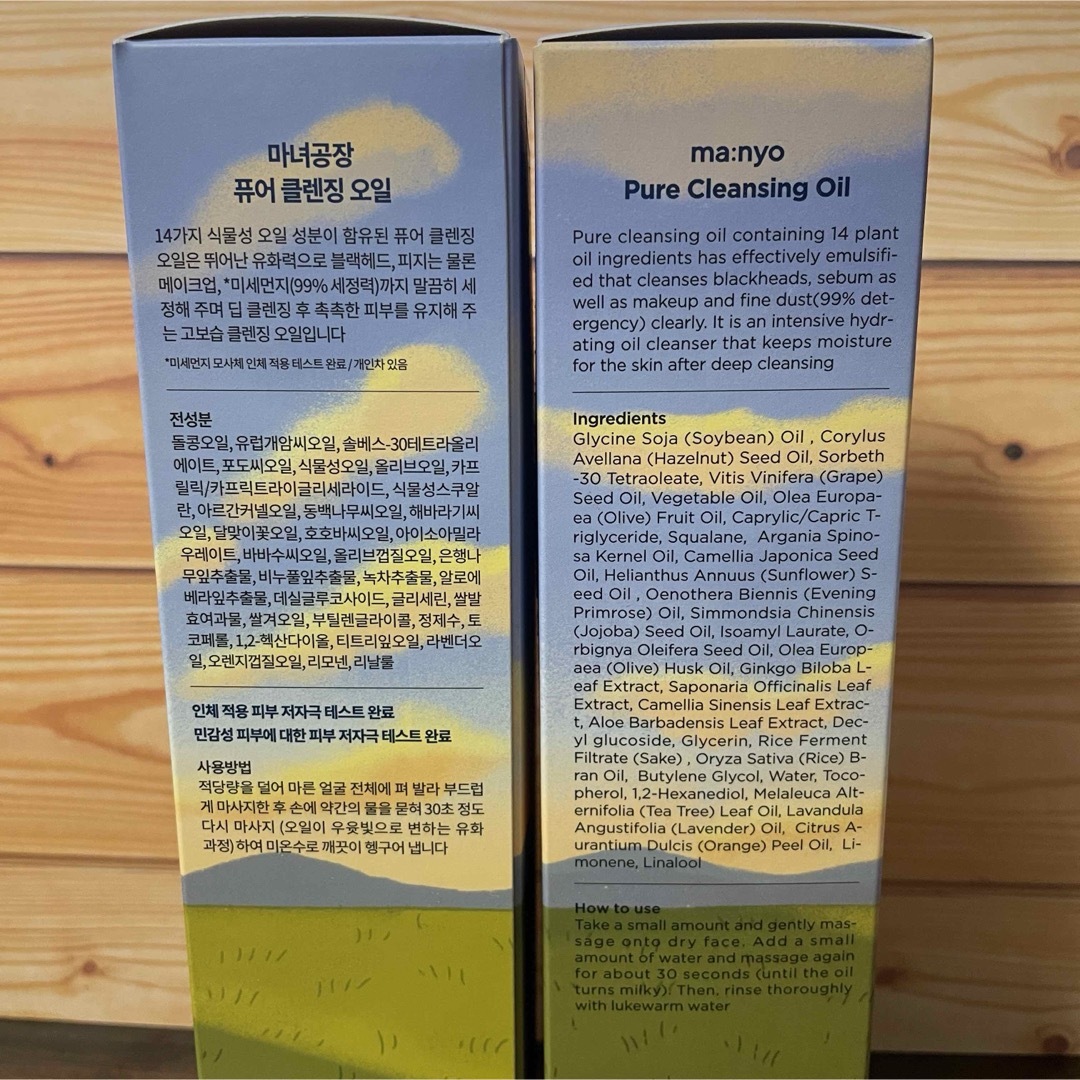 마녀공장
퓨어 클렌징 오일
14가지 식물성 오일 성분이 함유된 퓨어 클렌징
오일은 뛰어난 유화력으로 블랙헤드, 피지는 물론
메이크업, *미세먼지(99% 세정력)까지 말끔히 세
정해 주며 딥 클렌징 후 촉촉한 피부를 유지해 주
는 고보습 클렌징 오일입니다
*미세먼지 모사체 인체 적용 테스트 완료 / 개인차 있음
전성분
돌콩오일, 유럽개암씨오일, 솔베스-30테트라올리
에이트, 포도씨오일, 식물성오일, 올리브오일, 카프
릴릭/카프릭트라이글리세라이드, 식물성스쿠알
란, 아르간커넬오일, 동백나무씨오일, 해바라기씨
오일, 달맞이꽃오일, 호호바씨오일, 아이소아밀라
우레이트, 바바수씨오일, 올리브껍질오일, 은행나
무잎추출물, 비누풀잎추출물, 녹차추출물, 알로에
베라잎추출물, 데실글루코사이드, 글리세린, 쌀발
효여과물, 쌀겨오일, 부틸렌글라이콜, 정제수, 토
코페롤, 1,2-헥산다이올, 티트리잎오일, 라벤더오
일, 오렌지껍질오일, 리모넨, 리날룰
인체 적용 피부 저자극 테스트 완료
민감성 피부에 대한 피부 저자극 테스트 완료
사용방법
적당량을 덜어 마른 얼굴 전체에 펴 발라 부드럽
게 마사지한 후 손에 약간의 물을 묻혀 30초 정도
다시 마사지 (오일이 우윳빛으로 변하는 유화
과정) 하여 미온수로 깨끗이 헹구어 냅니다
ma:nyo
Pure Cleansing Oil
Pure cleansing oil containing 14 plant
oil ingredients has effectively emulsifi-
ed that cleanses blackheads, sebum as
well as makeup and fine dust(99% det-
ergency) clearly. It is an intensive hydr-
ating oil cleanser that keeps moisture
for the skin after deep cleansing
Ingredients
Glycine Soja (Soybean) Oil , Corylus
Avellana (Hazelnut) Seed Oil, Sorbeth
-30 Tetraoleate, Vitis Vinifera (Grape)
Seed Oil, Vegetable Oil, Olea Europa-
ea (Olive) Fruit Oil, Caprylic/Capric T-
riglyceride, Squalane, Argania Spino-
sa Kernel Oil, Camellia Japonica Seed
Oil, Helianthus Annuus (Sunflower) S-
eed Oil , Oenothera Biennis (Evening
Primrose) Oil, Simmondsia Chinensis
(Jojoba) Seed Oil, Isoamyl Laurate, O-
rbignya Oleifera Seed Oil, Olea Europ-
aea (Olive) Husk Oil, Ginkgo Biloba L-
eaf Extract, Saponaria Officinalis Leaf
Extract, Camellia Sinensis Leaf Extrac-
t, Aloe Barbadensis Leaf Extract, Dec-
yl glucoside, Glycerin, Rice Ferment
Filtrate (Sake) , Oryza Sativa (Rice) B-
ran Oil, Butylene Glycol, Water, Toco-
pherol, 1,2-Hexanediol, Melaleuca Alt-
ernifolia (Tea Tree) Leaf Oil, Lavandula
Angustifolia (Lavender) Oil, Citrus A-
urantium Dulcis (Orange) Peel Oil, Li-
monene, Linalool
How to use
Take a small amount and gently mas-
sage onto dry face. Add a small
amount of water and massage again
for about 30 seconds (until the oil
turns milky). Then, rinse thoroughly
with lukewarm water